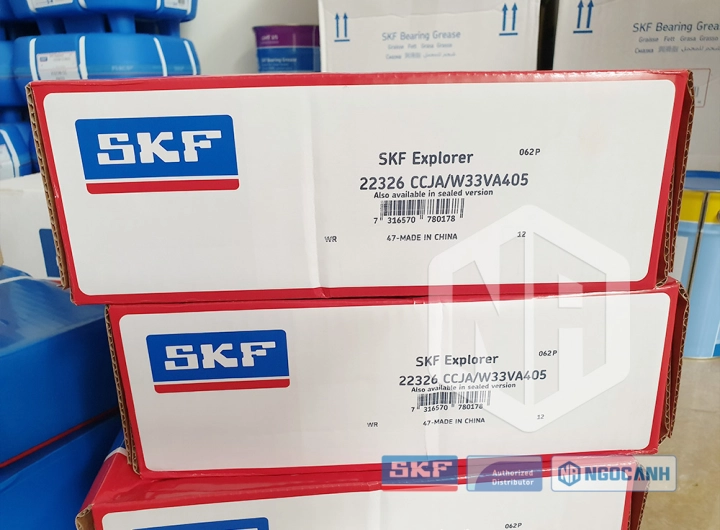 SKF Bearing Grease
SKF Bearing Grease
SKF
SKF Explorer
062P
22326 CCJA/W33VA405
Also available in sealed version
7 316570 780178
WR
47-MADE IN CHINA
12
SKF
SKF Explorer
062P
22326 CCJA/W33VA405
Also available in sealed version
7 316570 780178
WR
47-MADE IN CHINA
12
SKF
Authorized
Distributor
NGOCANH
062P
SKF Explorer